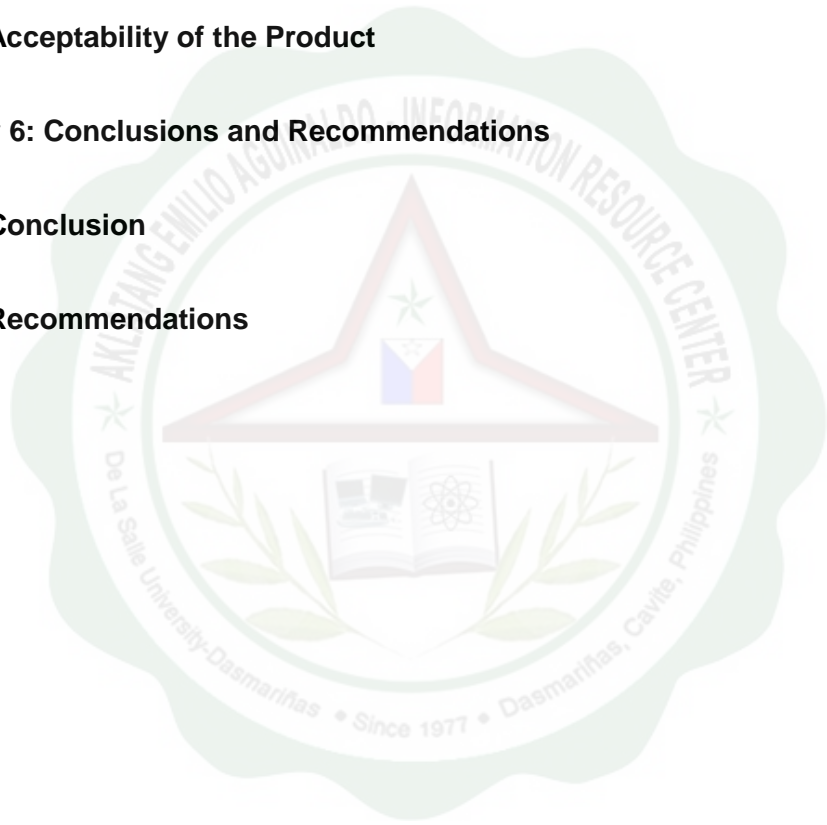 Acceptability of the Product
6: Conclusions and Recommendations
Conclusion
Recommendations
AKLATANG EMILIO AGUINALDO - INFORMATION RESOURCE CENTER
De La Salle University-Dasmariñas • Since 1977 • Dasmariñas, Cavite, Philippines